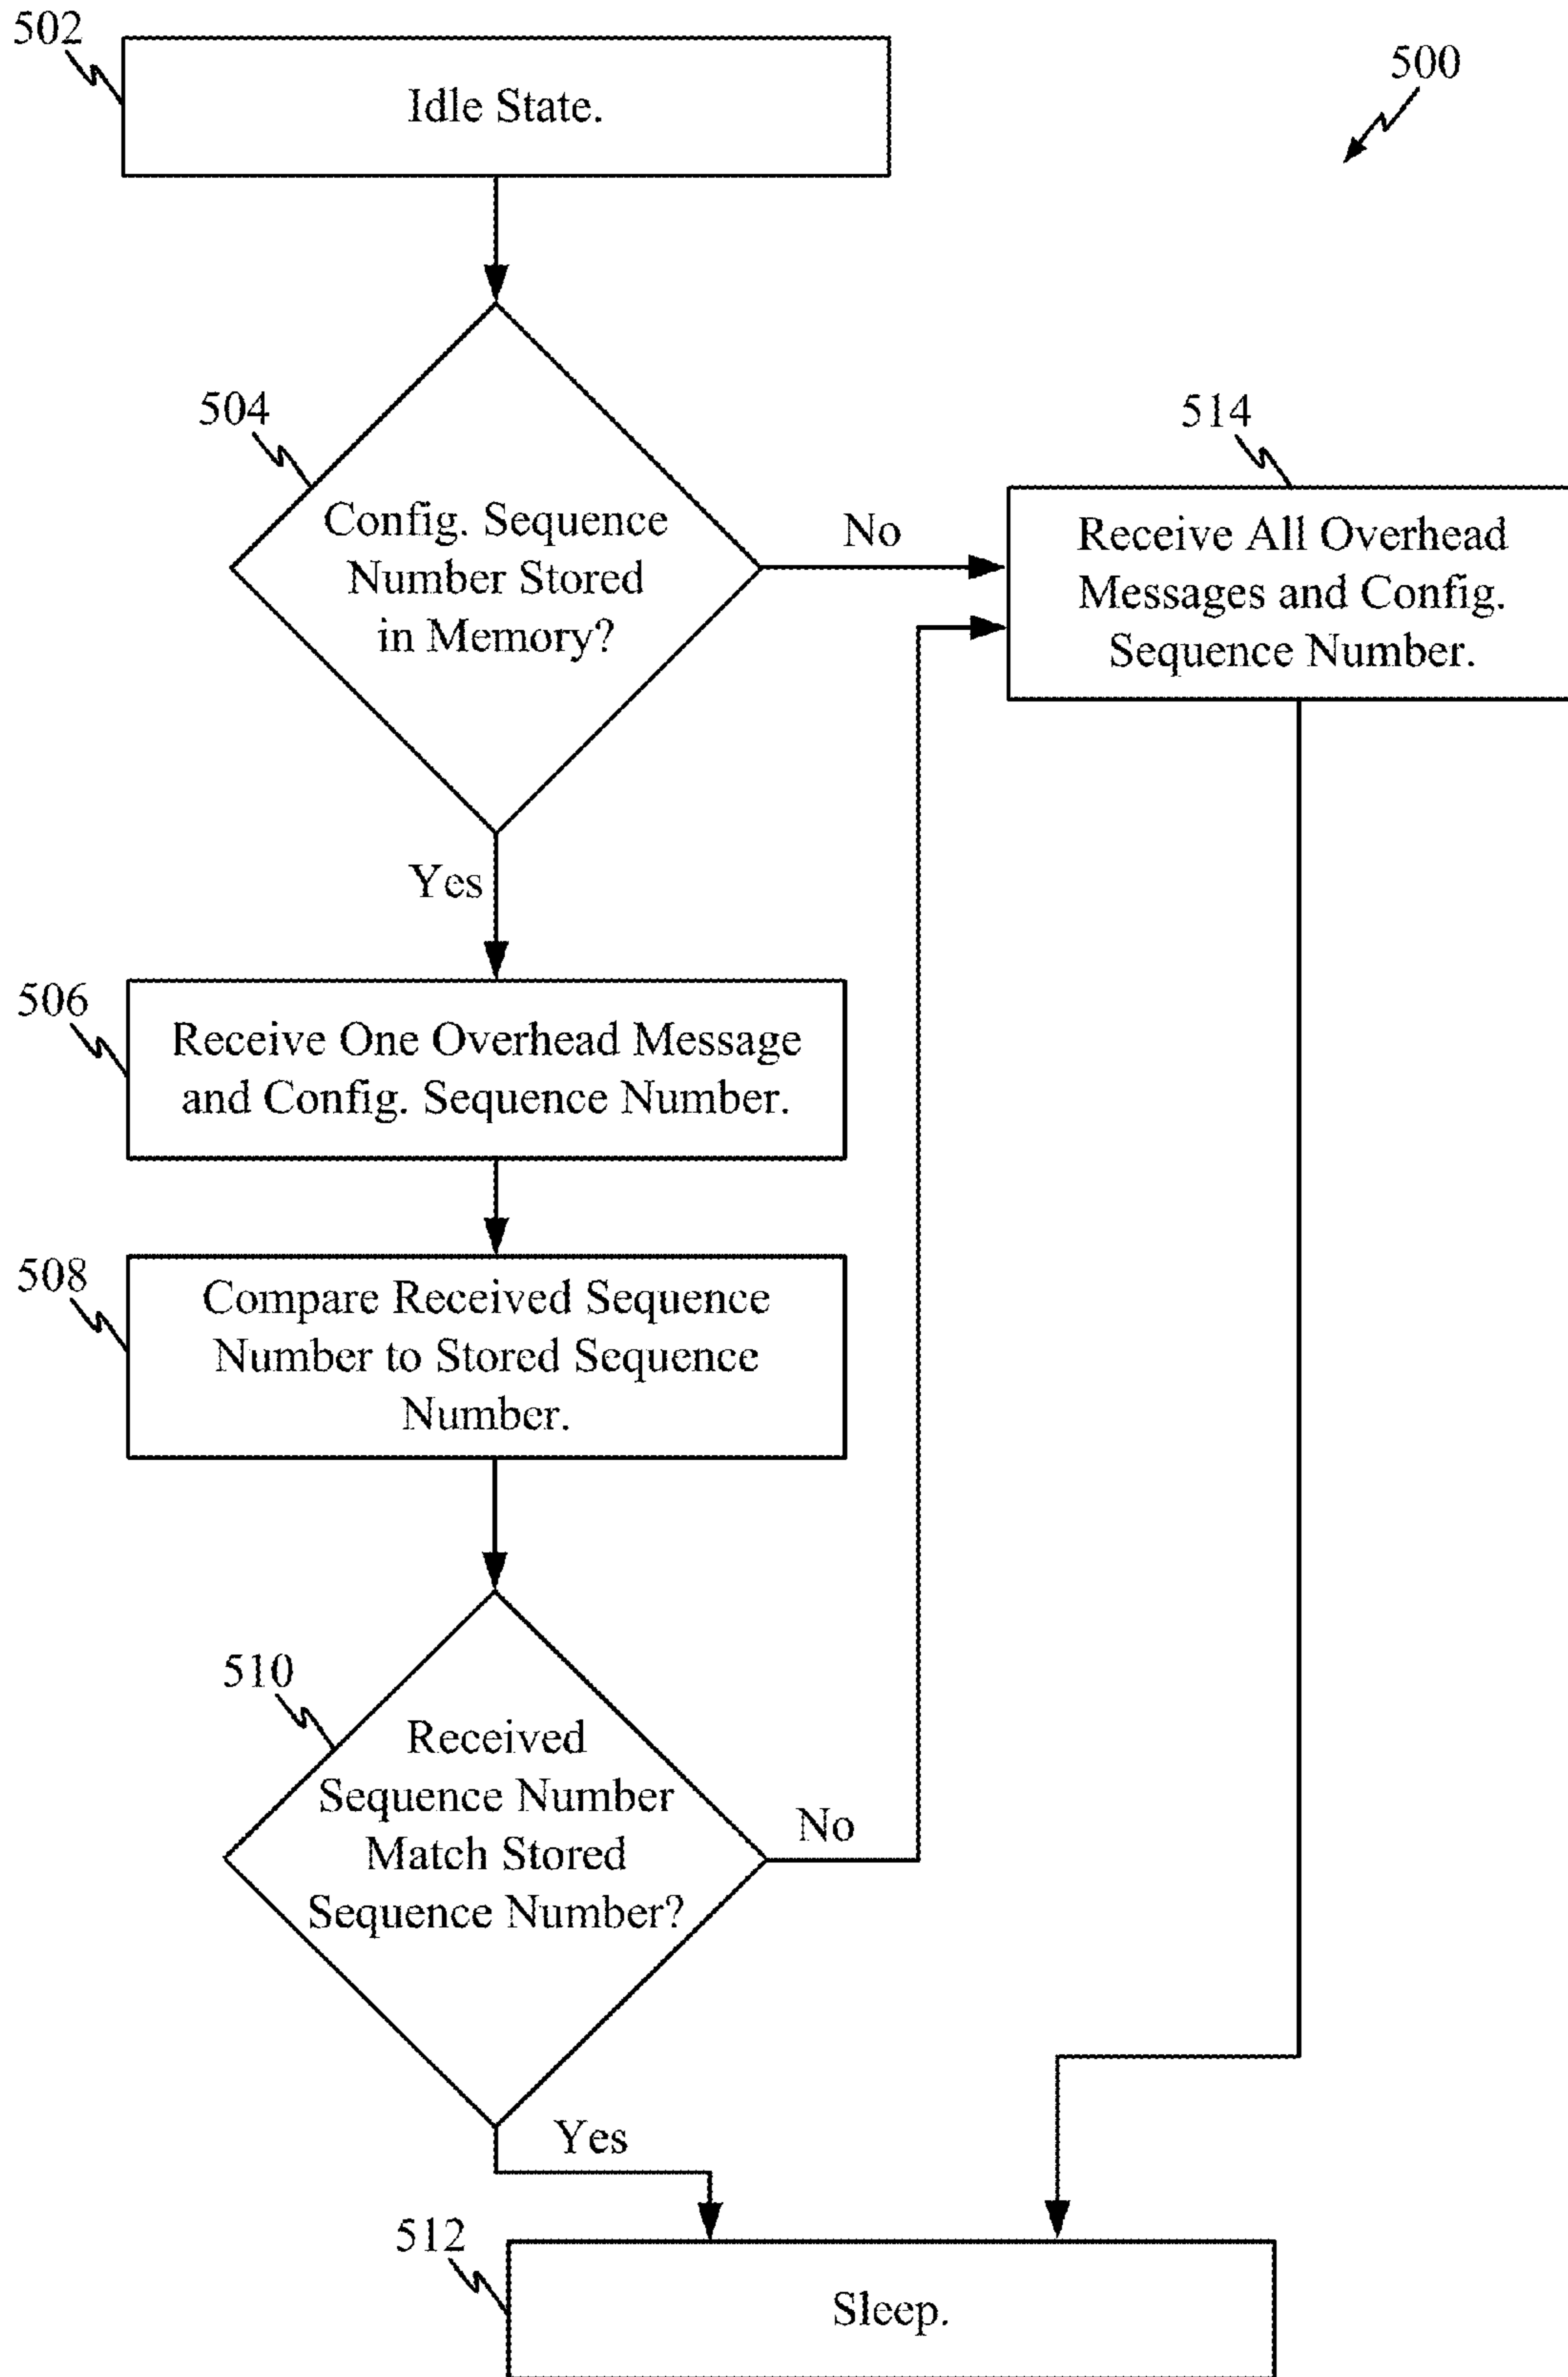 502
Idle State.
500
504
Config. Sequence
Number Stored
in Memory?
No
514
Receive All Overhead
Messages and Config.
Sequence Number.
Yes
506
Receive One Overhead Message
and Config. Sequence Number.
508
Compare Received Sequence
Number to Stored Sequence
Number.
510
Received
Sequence Number
Match Stored
Sequence Number?
No
Yes
512
Sleep.